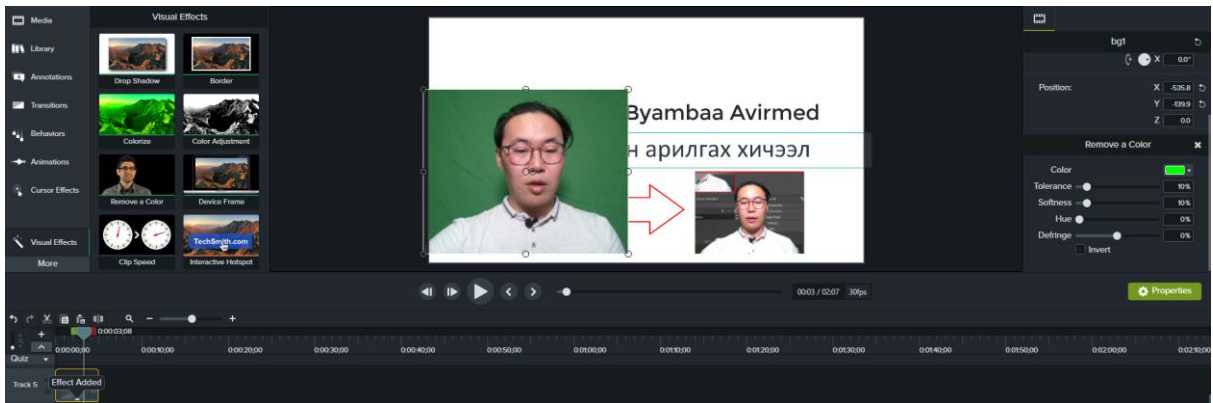 Media
Library
Annotations
Transitions
Behaviors
Animations
Cursor Effects
Visual Effects
More
Visual Effects
Drop Shadow
Border
Colorize
Color Adjustment
Remove a Color
Device Frame
TechSmith.com
Clip Speed
Interactive Hotspot
Byambaa Avirmed
н арилгах хичээл
bg1
X 0.0°
Position: X -535.8
Y -139.9
Z 0.0
Remove a Color
Color
Tolerance 10%
Softness 10%
Hue 0%
Defringe 0%
Invert
00:03 / 02:07 30fps
Properties
0:00:03;08
0:00:00;00 0:00:10;00 0:00:20;00 0:00:30;00 0:00:40;00 0:00:50;00 0:01:00;00 0:01:10;00 0:01:20;00 0:01:30;00 0:01:40;00 0:01:50;00 0:02:00;00 0:02:10;00
Quiz
Track 5
Effect Added